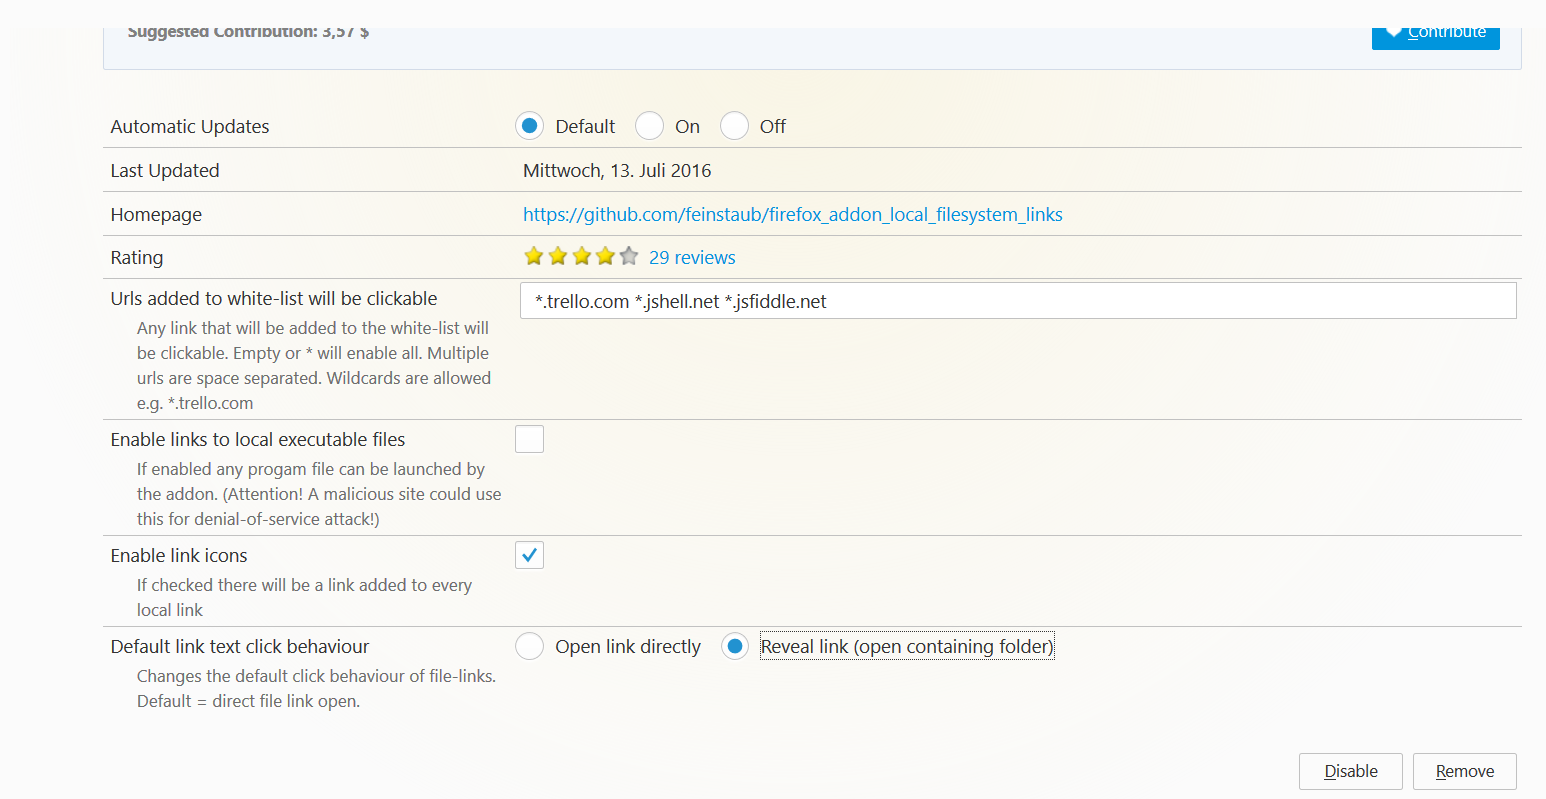 Suggested Contribution: 3,57 $
Contribute
Automatic Updates
Default
On
Off
Last Updated
Mittwoch, 13. Juli 2016
Homepage
https://github.com/feinstaub/firefox_addon_local_filesystem_links
Rating
29 reviews
Urls added to white-list will be clickable
*.trello.com *.jshell.net *.jsfiddle.net
Any link that will be added to the white-list will
be clickable. Empty or * will enable all. Multiple
urls are space separated. Wildcards are allowed
e.g. *.trello.com
Enable links to local executable files
If enabled any progam file can be launched by
the addon. (Attention! A malicious site could use
this for denial-of-service attack!)
Enable link icons
If checked there will be a link added to every
local link
Default link text click behaviour
Open link directly
Reveal link (open containing folder)
Changes the default click behaviour of file-links.
Default = direct file link open.
Disable
Remove